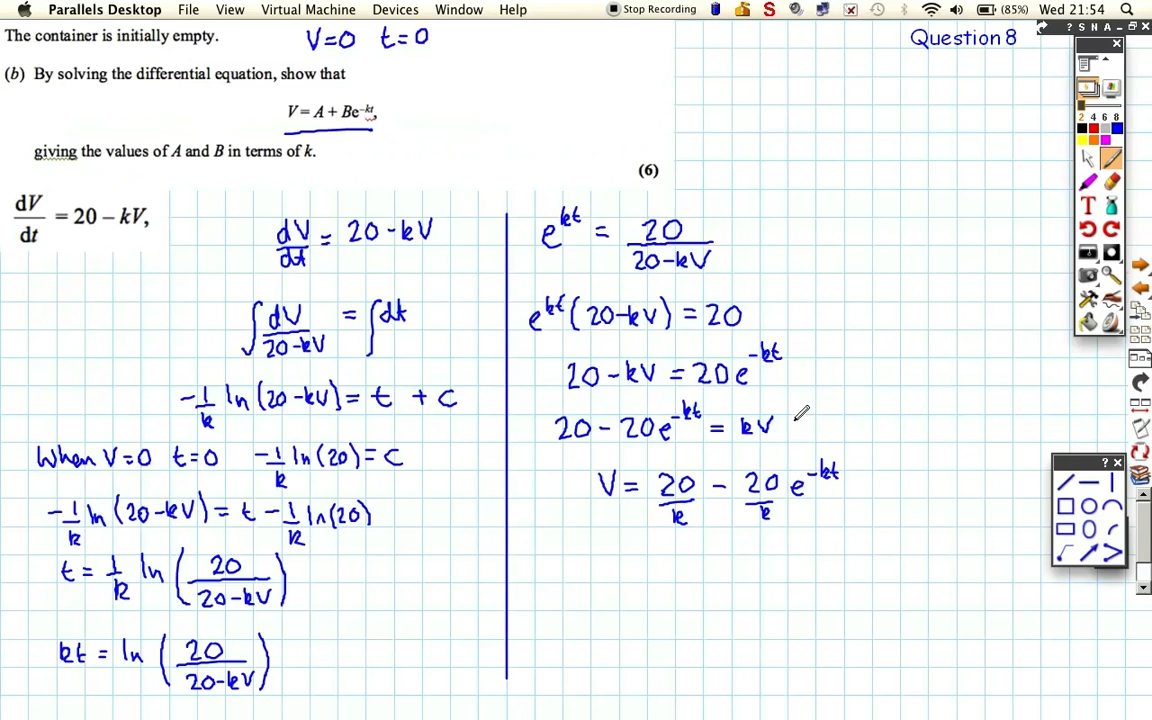 Parallels Desktop File View Virtual Machine Devices Window Help Stop Recording S (85%) Wed 21:54
The container is initially empty. V=0 t=0
Question 8
S N A
(b) By solving the differential equation, show that
V = A + Be^{-kt},
giving the values of A and B in terms of k.
(6)
2 4 6 8
T
dV/dt = 20 – kV,
dV/dt = 20 - kV
∫ dV/(20-kV) = ∫ dt
-1/k ln(20-kV) = t + c
When V=0 t=0 -1/k ln(20) = c
-1/k ln(20-kV) = t - 1/k ln(20)
t = 1/k ln(20/(20-kV))
kt = ln(20/(20-kV))
e^{kt} = 20/(20-kV)
e^{kt}(20-kV) = 20
20 - kV = 20e^{-kt}
20 - 20e^{-kt} = kV
V = 20/k - 20/k e^{-kt}
? ×